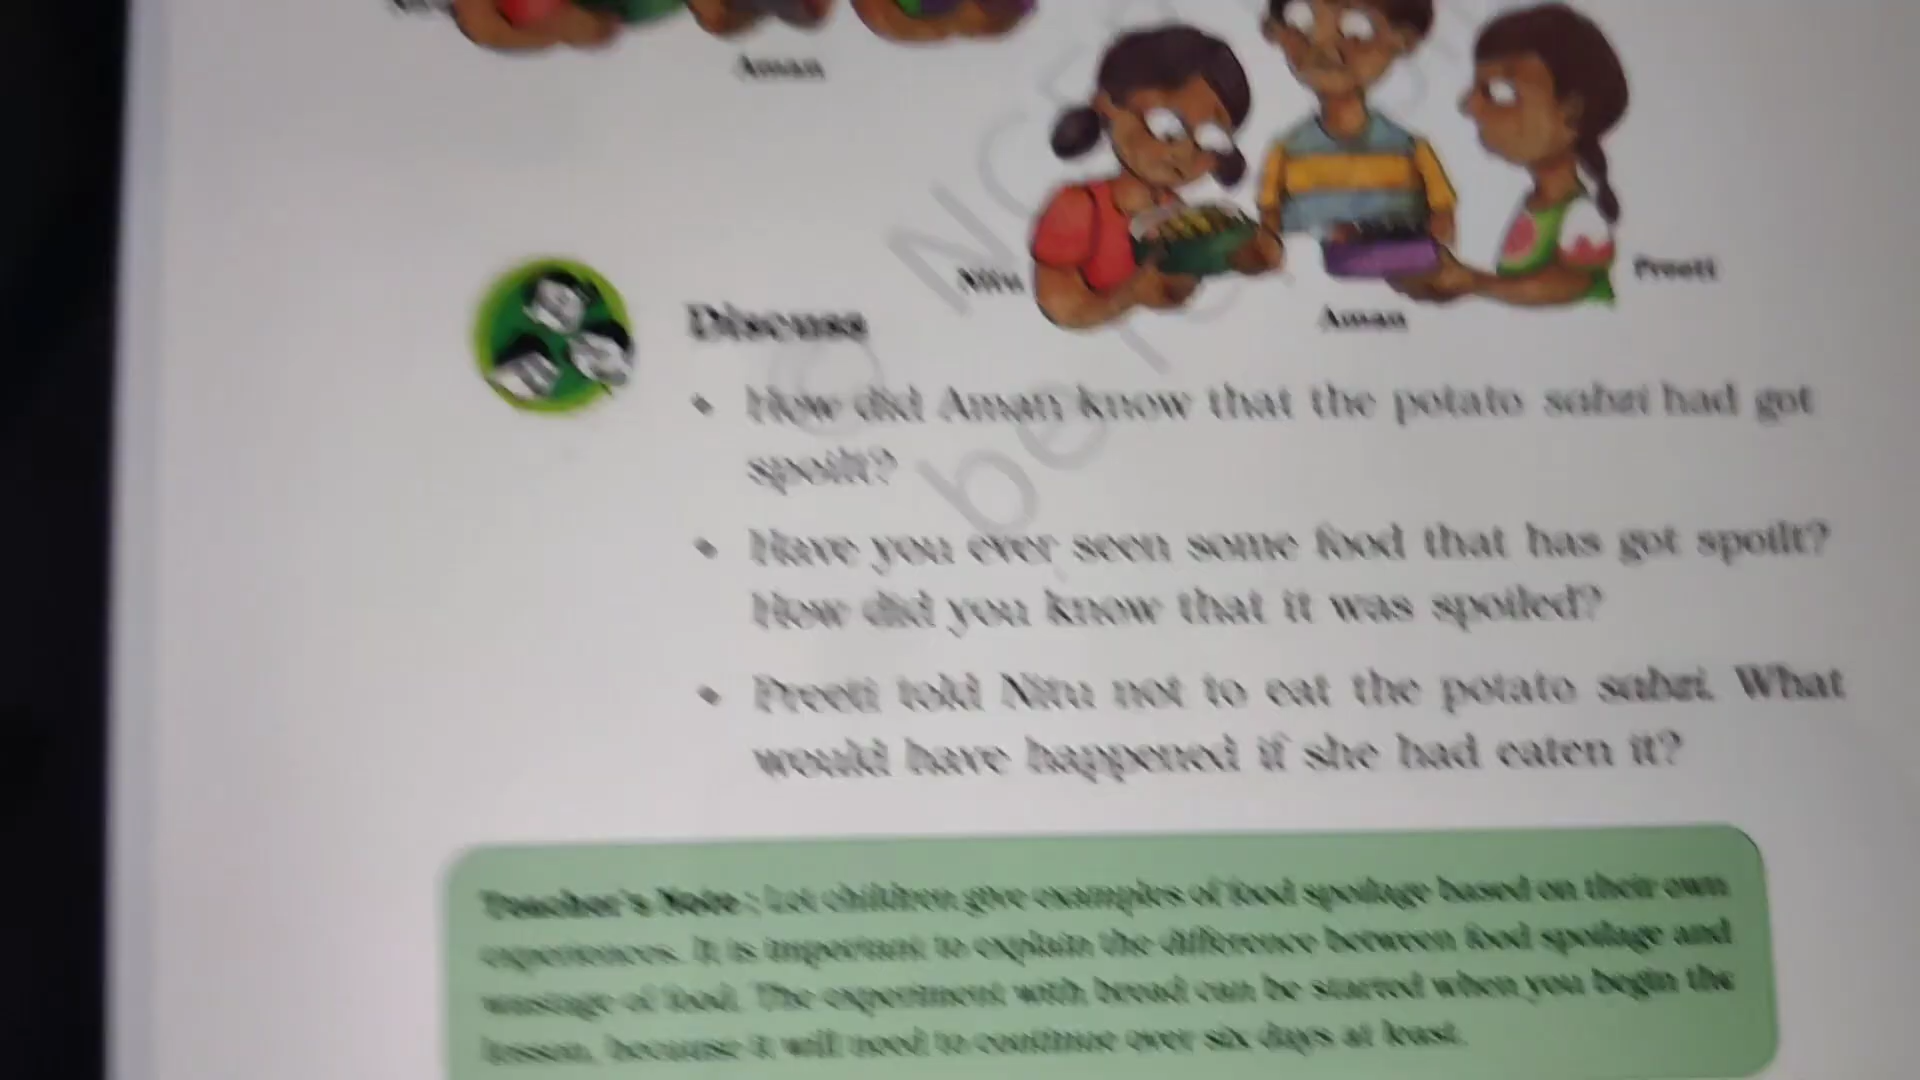 Aman
Nitu
Preeti
Aman
Discuss
• How did Aman know that the potato sabzi had got
spoilt?
• Have you ever seen some food that has got spoilt?
How did you know that it was spoiled?
• Preeti told Nitu not to eat the potato sabzi. What
would have happened if she had eaten it?
Teacher's Note : Let children give examples of food spoilage based on their own
experiences. It is important to explain the difference between food spoilage and
wastage of food. The experiment with bread can be started when you begin the
lesson, because it will need to continue over six days at least.